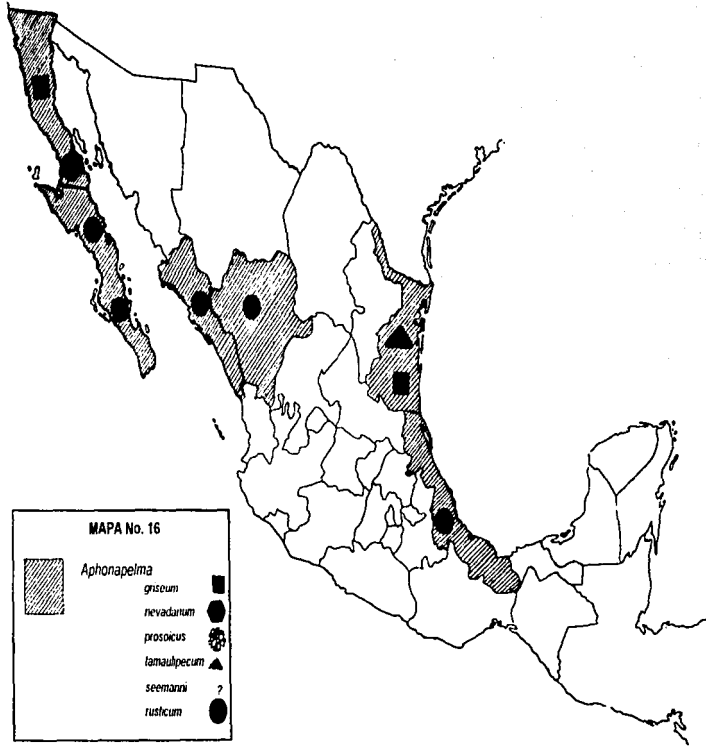 MAPA No. 16
Aphonapelma
griseum
nevadanum
prosoicus
tamaulipecum
seemanni ?
rusticum